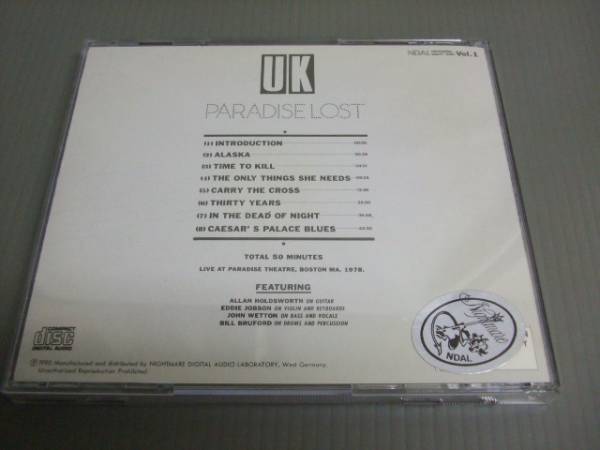 NDAL Vol.1
UK
PARADISE LOST
(1) INTRODUCTION
(2) ALASKA
(3) TIME TO KILL
(4) THE ONLY THINGS SHE NEEDS
(5) CARRY THE CROSS
(6) THIRTY YEARS
(7) IN THE DEAD OF NIGHT
(8) CAESAR'S PALACE BLUES
TOTAL 50 MINUTES
LIVE AT PARADISE THEATRE, BOSTON MA. 1978.
FEATURING
ALLAN HOLDSWORTH ON GUITAR
EDDIE JOBSON ON VIOLIN AND KEYBOARDS
JOHN WETTON ON BASS AND VOCALS
BILL BRUFORD ON DRUMS AND PERCUSSION
COMPACT
disc
DIGITAL AUDIO
Nightmare
NDAL
Manufactured and distributed by NIGHTMARE DIGITAL AUDIO LABORATORY, West Germany.
Unauthorized Reproduction Prohibited.